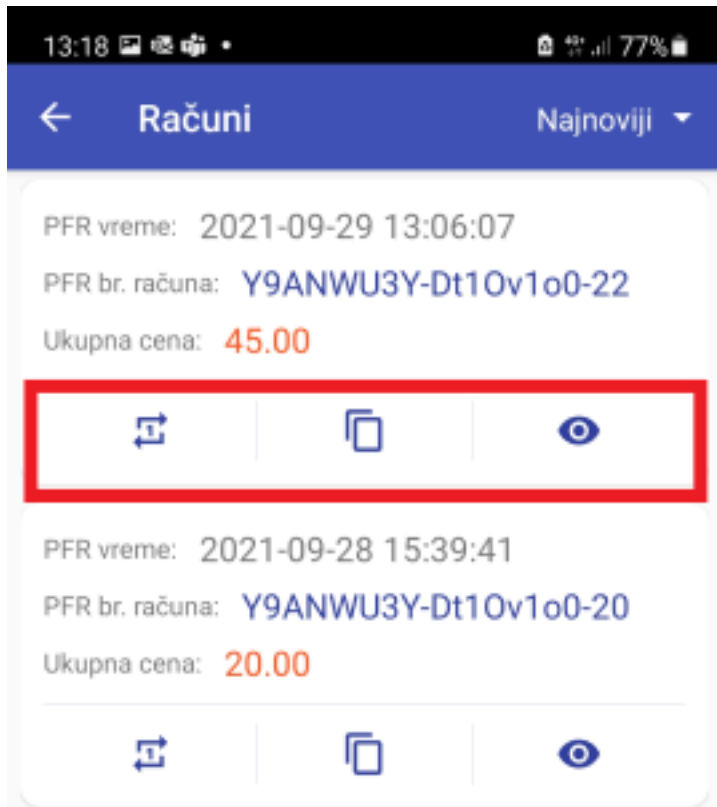 13:18 77%
Računi Najnoviji
PFR vreme: 2021-09-29 13:06:07
PFR br. računa: Y9ANWU3Y-Dt1Ov1o0-22
Ukupna cena: 45.00
PFR vreme: 2021-09-28 15:39:41
PFR br. računa: Y9ANWU3Y-Dt1Ov1o0-20
Ukupna cena: 20.00